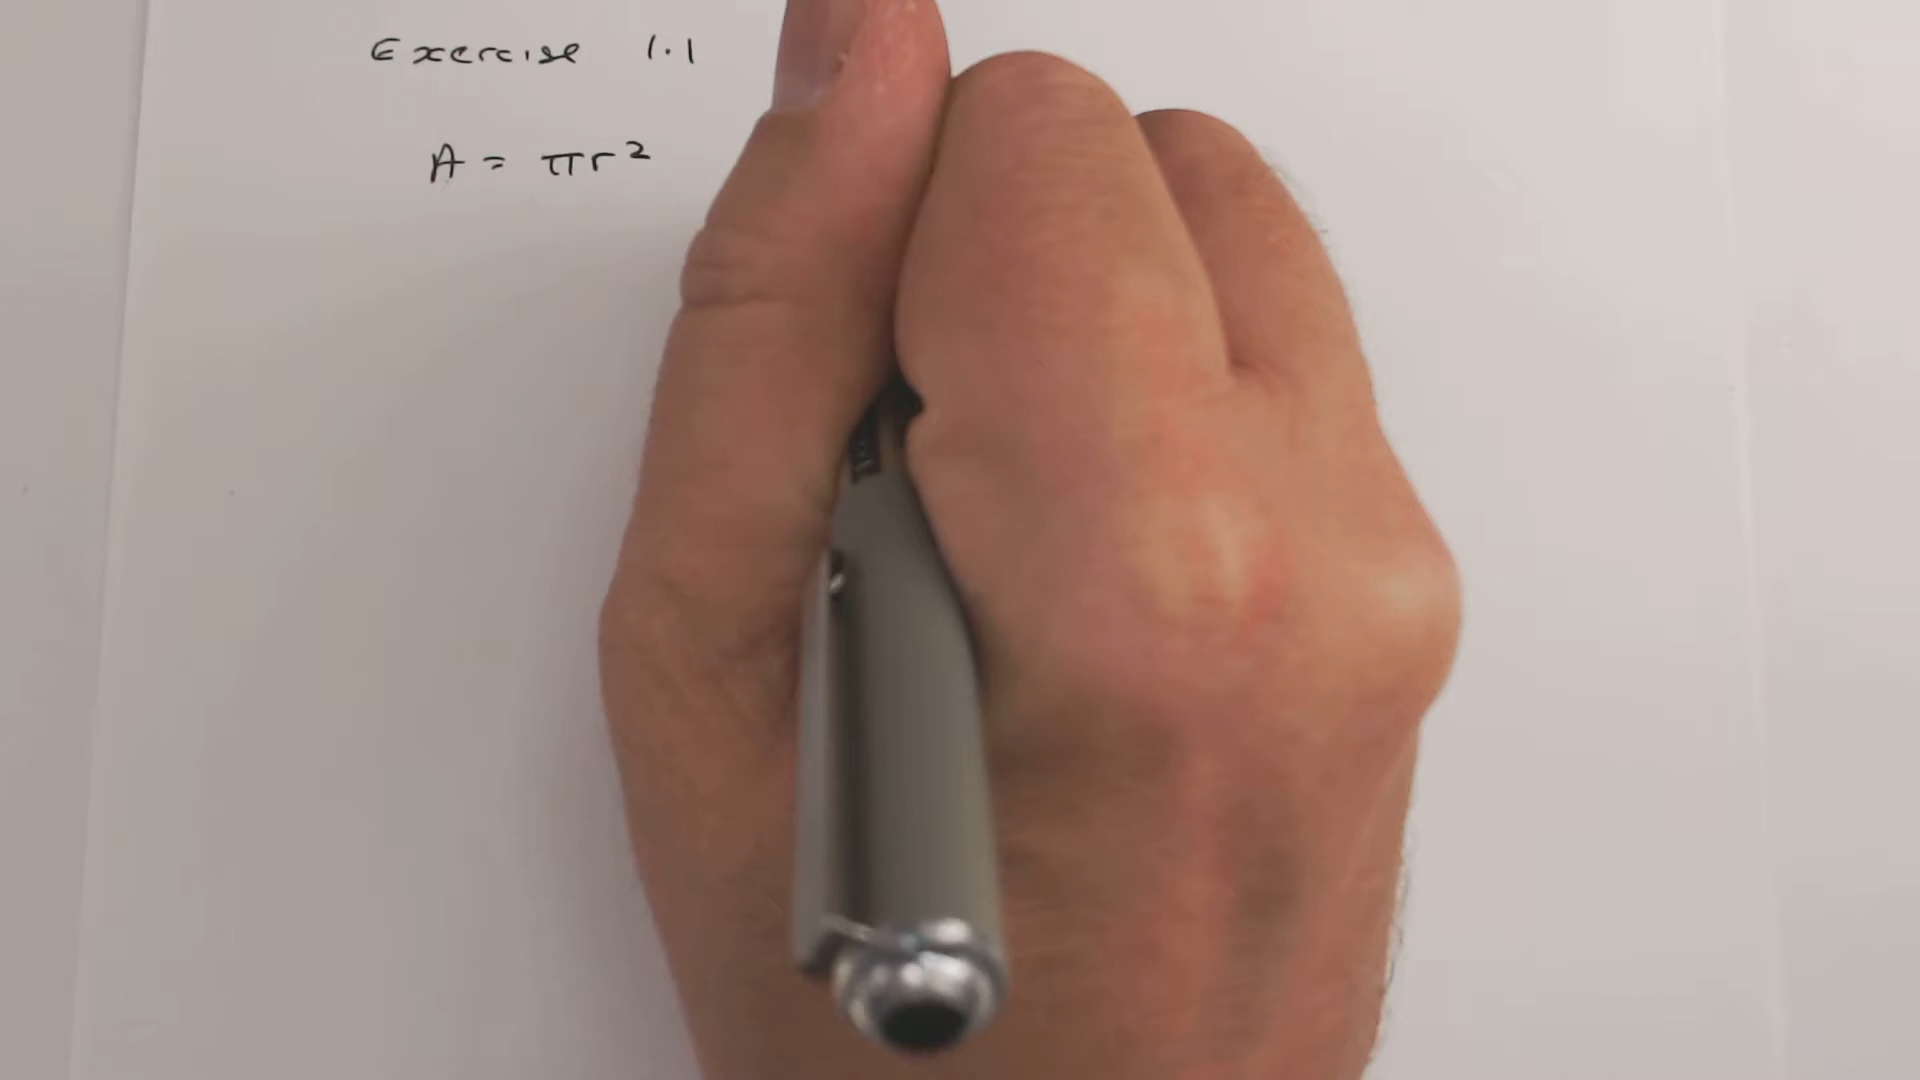 Exercise 1.1
A = πr²